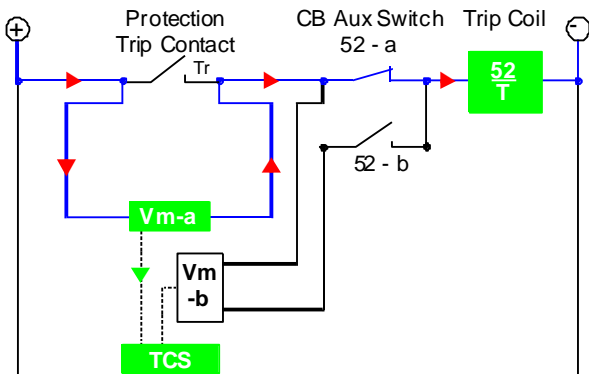 Protection
Trip Contact
CB Aux Switch
52 - a
Trip Coil
+
-
Tr
52
T
52 - b
Vm-a
Vm
-b
TCS